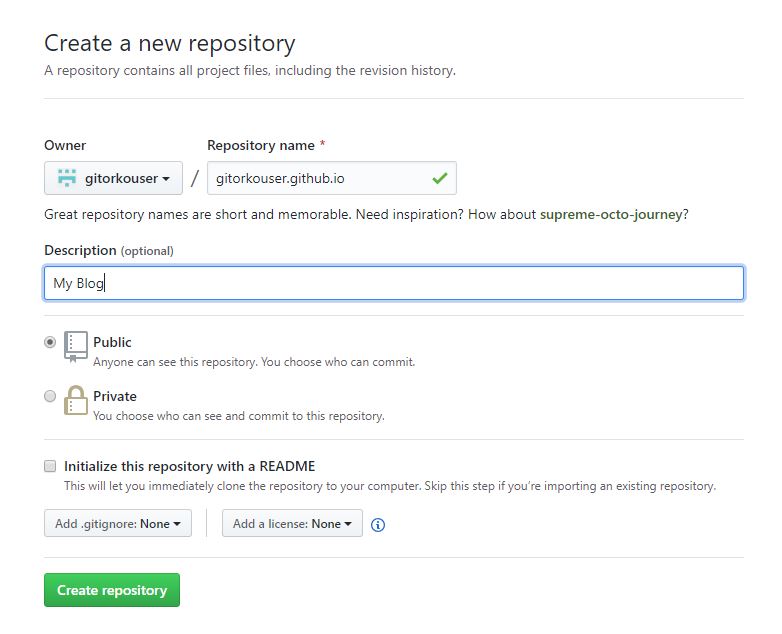 Create a new repository
A repository contains all project files, including the revision history.
Owner
Repository name *
gitorkouser
/
gitorkouser.github.io
Great repository names are short and memorable. Need inspiration? How about supreme-octo-journey?
Description (optional)
My Blog
Public
Anyone can see this repository. You choose who can commit.
Private
You choose who can see and commit to this repository.
Initialize this repository with a README
This will let you immediately clone the repository to your computer. Skip this step if you're importing an existing repository.
Add .gitignore: None
Add a license: None
Create repository